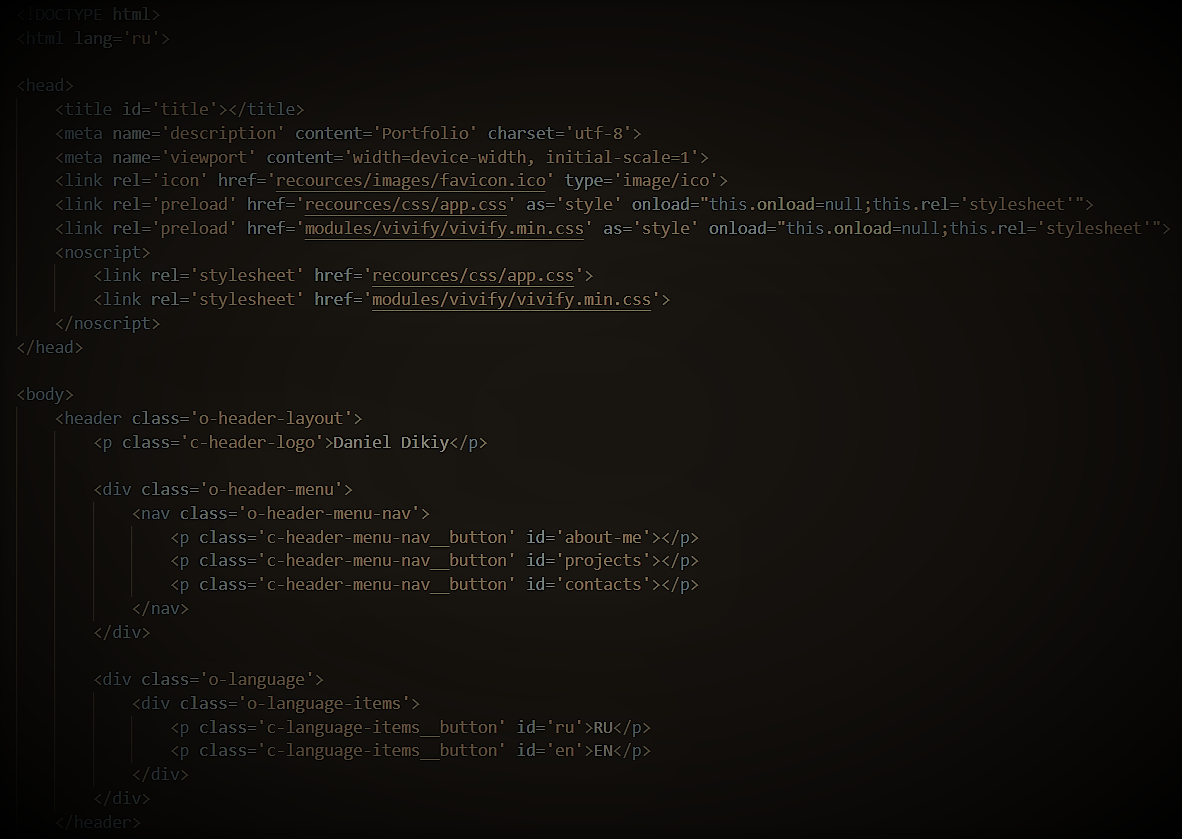 <!DOCTYPE html>
<html lang='ru'>
<head>
<title id='title'></title>
<meta name='description' content='Portfolio' charset='utf-8'>
<meta name='viewport' content='width=device-width, initial-scale=1'>
<link rel='icon' href='recources/images/favicon.ico' type='image/ico'>
<link rel='preload' href='recources/css/app.css' as='style' onload="this.onload=null;this.rel='stylesheet'">
<link rel='preload' href='modules/vivify/vivify.min.css' as='style' onload="this.onload=null;this.rel='stylesheet'">
<noscript>
<link rel='stylesheet' href='recources/css/app.css'>
<link rel='stylesheet' href='modules/vivify/vivify.min.css'>
</noscript>
</head>
<body>
<header class='o-header-layout'>
<p class='c-header-logo'>Daniel Dikiy</p>
<div class='o-header-menu'>
<nav class='o-header-menu-nav'>
<p class='c-header-menu-nav__button' id='about-me'></p>
<p class='c-header-menu-nav__button' id='projects'></p>
<p class='c-header-menu-nav__button' id='contacts'></p>
</nav>
</div>
<div class='o-language'>
<div class='o-language-items'>
<p class='c-language-items__button' id='ru'>RU</p>
<p class='c-language-items__button' id='en'>EN</p>
</div>
</div>
</header>